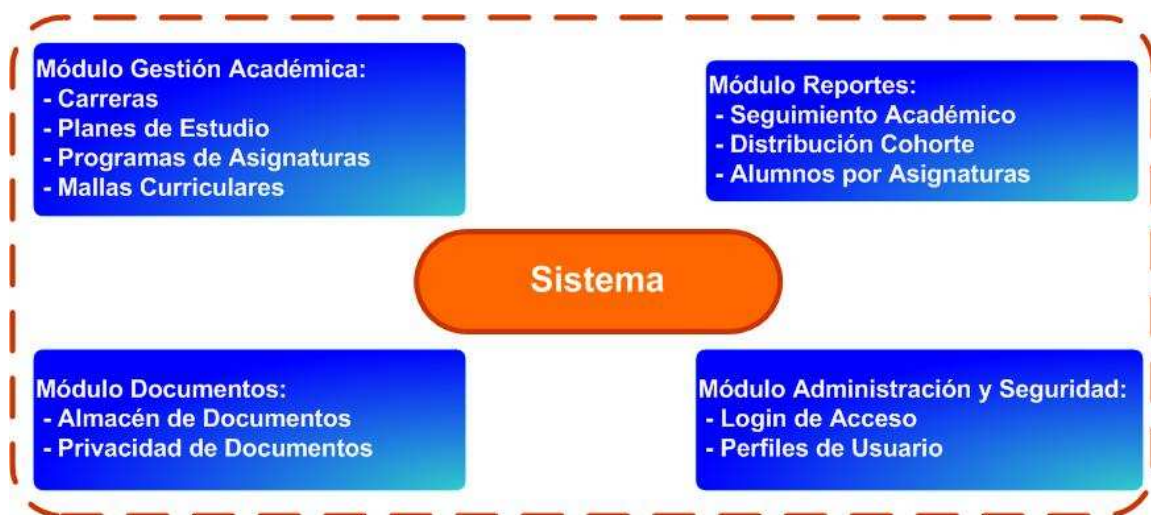 Módulo Gestión Académica:
- Carreras
- Planes de Estudio
- Programas de Asignaturas
- Mallas Curriculares
Módulo Reportes:
- Seguimiento Académico
- Distribución Cohorte
- Alumnos por Asignaturas
Sistema
Módulo Documentos:
- Almacén de Documentos
- Privacidad de Documentos
Módulo Administración y Seguridad:
- Login de Acceso
- Perfiles de Usuario